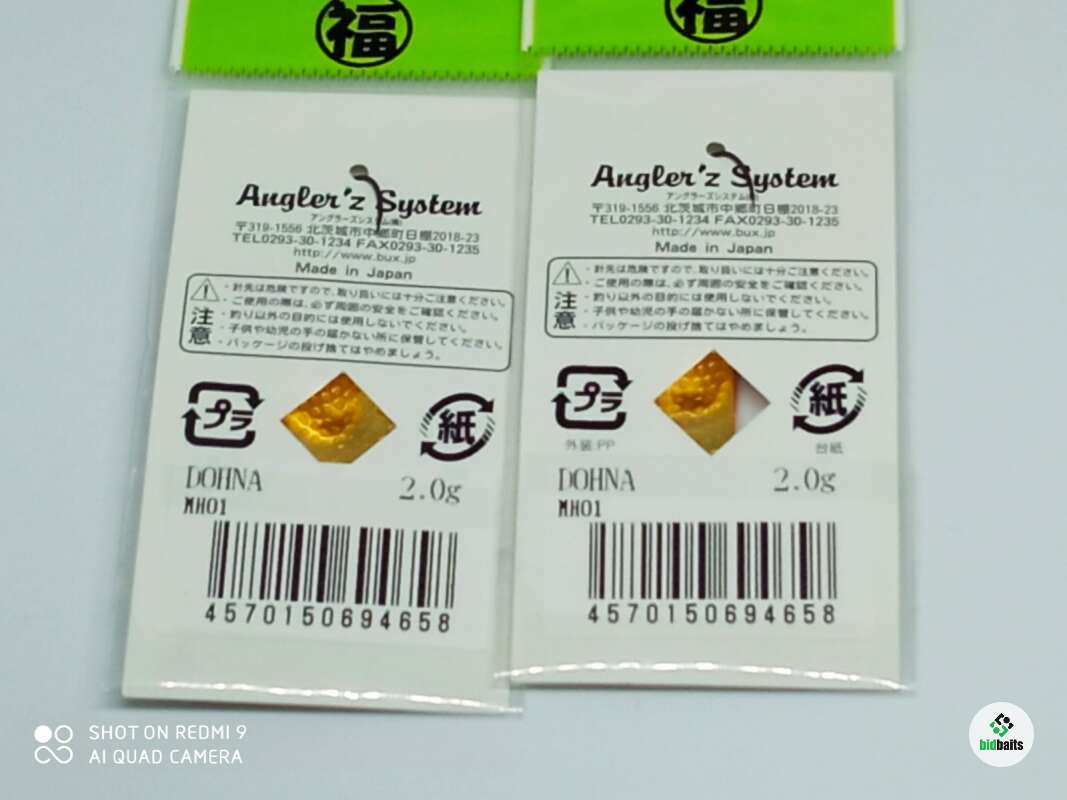 福
Angler'z System
アングラーズシステム(株)
〒319-1556 北茨城市中郷町日棚2018-23
TEL0293-30-1234 FAX0293-30-1235
http://www.bux.jp
Made in Japan
注意
・針先は危険ですので、取り扱いには十分ご注意ください。
・ご使用の際は、必ず周囲の安全をご確認ください。
・釣り以外の目的には使用しないでください。
・子供や幼児の手の届かない所に保管してください。
・パッケージの投げ捨てはやめましょう。
プラ
紙
DOHNA
2.0g
MH01
4570150694658
福
Angler'z System
アングラーズシステム(株)
〒319-1556 北茨城市中郷町日棚2018-23
TEL0293-30-1234 FAX0293-30-1235
http://www.bux.jp
Made in Japan
注意
・針先は危険ですので、取り扱いには十分ご注意ください。
・ご使用の際は、必ず周囲の安全をご確認ください。
・釣り以外の目的には使用しないでください。
・子供や幼児の手の届かない所に保管してください。
・パッケージの投げ捨てはやめましょう。
プラ
紙
外装:PP
台紙
DOHNA
2.0g
MH01
4570150694658
SHOT ON REDMI 9
AI QUAD CAMERA
bidbaits